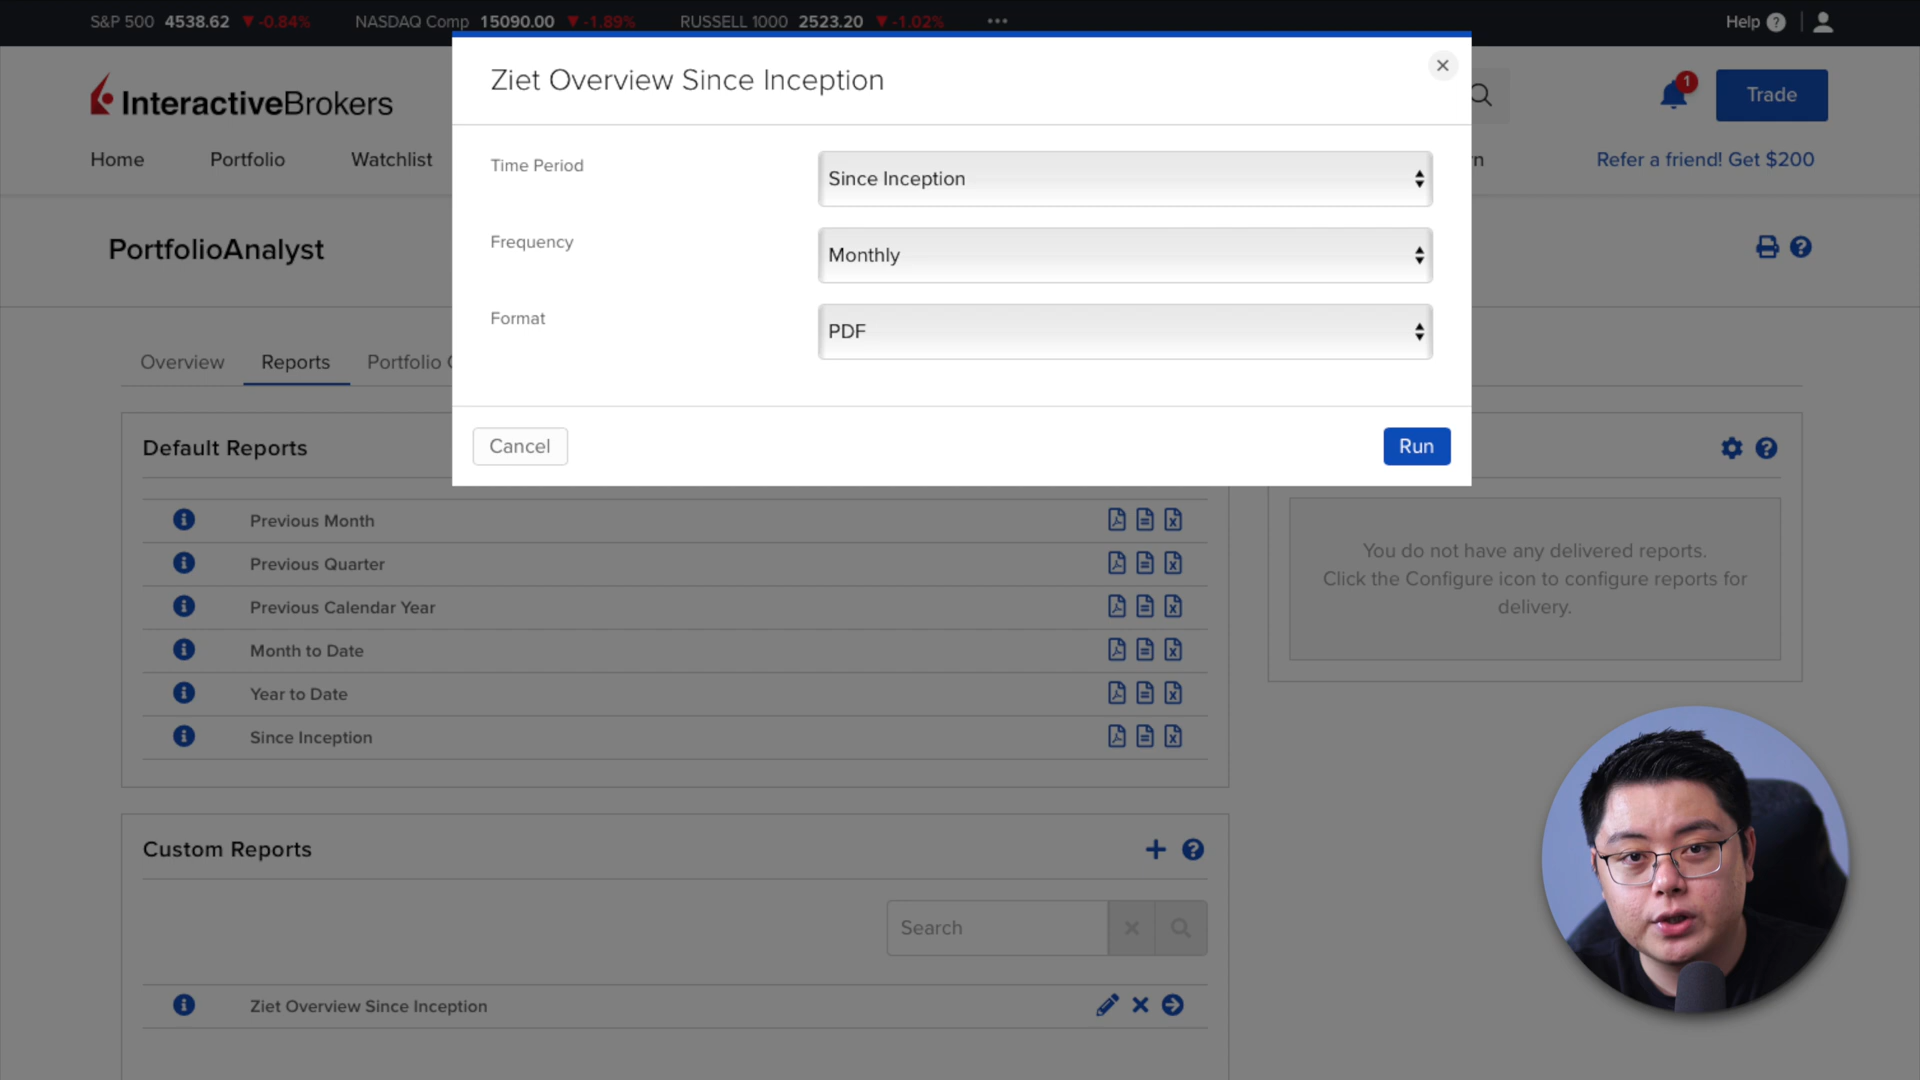 S&P 500 4538.62 ▼-0.84% NASDAQ Comp 15090.00 ▼-1.89% RUSSELL 1000 2523.20 ▼-1.02% ••• Help ?
Ziet Overview Since Inception
InteractiveBrokers
1
Trade
Home Portfolio Watchlist
Refer a friend! Get $200
Time Period Since Inception
Frequency Monthly
Format PDF
Cancel Run
PortfolioAnalyst
Overview Reports Portfolio
Default Reports
Previous Month
Previous Quarter
Previous Calendar Year
Month to Date
Year to Date
Since Inception
You do not have any delivered reports.
Click the Configure icon to configure reports for
delivery.
Custom Reports
Search
Ziet Overview Since Inception